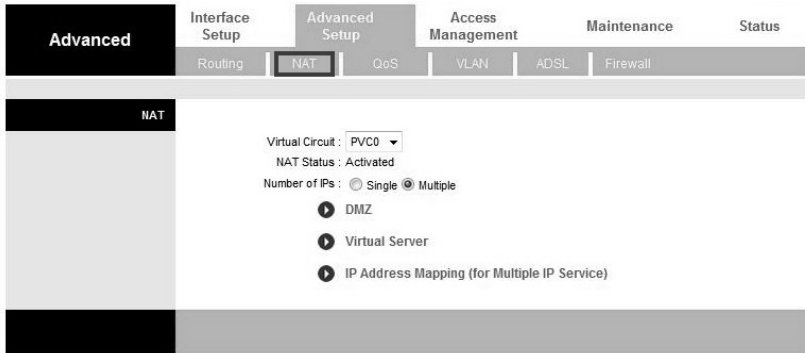 Advanced
Interface Setup
Advanced Setup
Access Management
Maintenance
Status
Routing
NAT
QoS
VLAN
ADSL
Firewall
NAT
Virtual Circuit : PVC0
NAT Status : Activated
Number of IPs : Single Multiple
DMZ
Virtual Server
IP Address Mapping (for Multiple IP Service)